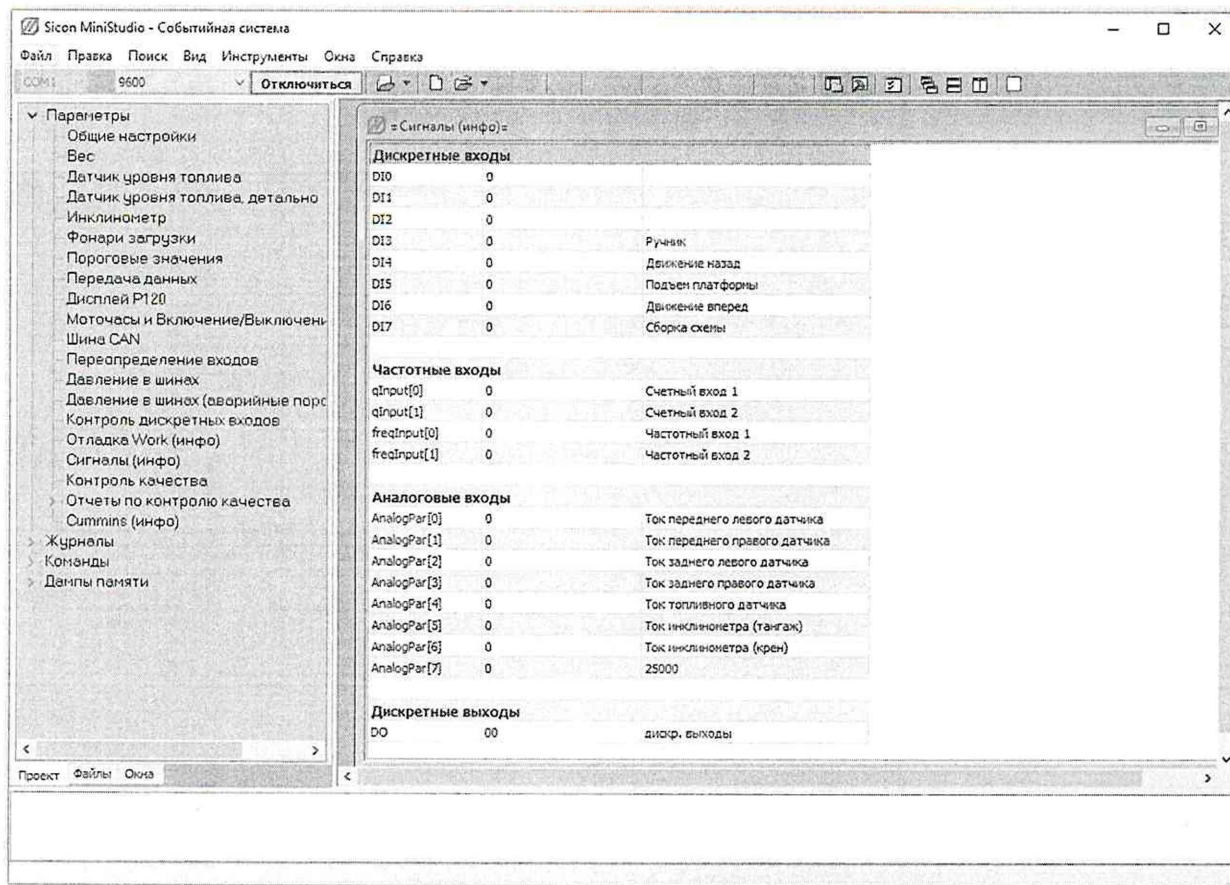 Sicon MiniStudio - Событийная система
Файл Правка Поиск Вид Инструменты Окна Справка
COM1 9600 Отключиться
Параметры
Общие настройки
Вес
Датчик уровня топлива
Датчик уровня топлива, детально
Инклинометр
Фонари загрузки
Пороговые значения
Передача данных
Дисплей P120
Моточасы и Включение/Выключени
Шина CAN
Переопределение входов
Давление в шинах
Давление в шинах (аварийные порс
Контроль дискретных входов
Отладка Work (инфо)
Сигналы (инфо)
Контроль качества
Отчеты по контролю качества
Cummins (инфо)
Журналы
Команды
Дампы памяти
Проект Файлы Окна
=Сигналы (инфо)=
Дискретные входы
DI0 0
DI1 0
DI2 0
DI3 0 Ручник
DI4 0 Движение назад
DI5 0 Подъем платформы
DI6 0 Движение вперед
DI7 0 Сборка схемы
Частотные входы
qInput[0] 0 Счетный вход 1
qInput[1] 0 Счетный вход 2
freqInput[0] 0 Частотный вход 1
freqInput[1] 0 Частотный вход 2
Аналоговые входы
AnalogPar[0] 0 Ток переднего левого датчика
AnalogPar[1] 0 Ток переднего правого датчика
AnalogPar[2] 0 Ток заднего левого датчика
AnalogPar[3] 0 Ток заднего правого датчика
AnalogPar[4] 0 Ток топливного датчика
AnalogPar[5] 0 Ток инклинометра (тангаж)
AnalogPar[6] 0 Ток инклинометра (крен)
AnalogPar[7] 0 25000
Дискретные выходы
DO 00 дискр. выходы